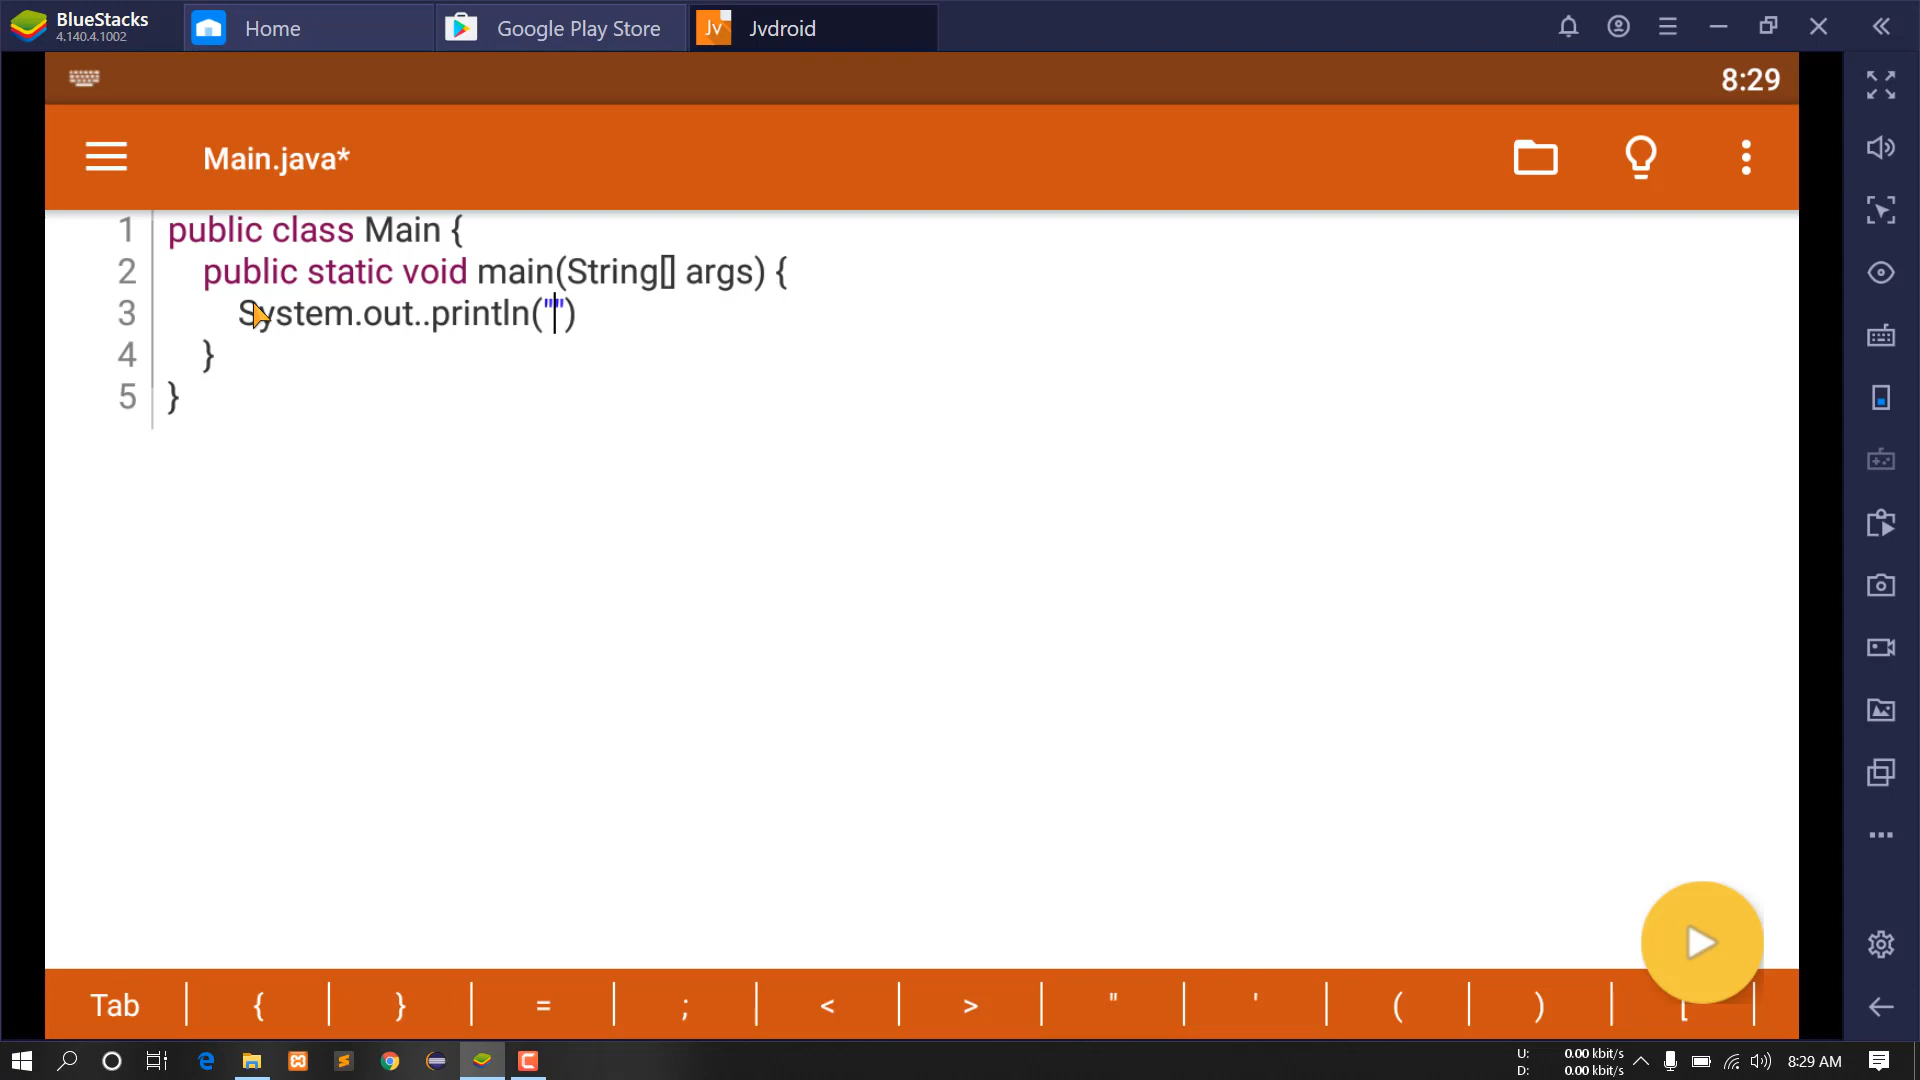 BlueStacks
4.140.4.1002
Home
Google Play Store
Jv
Jvdroid
8:29
Main.java*
1 public class Main {
2 public static void main(String[] args) {
3 System.out..println("")
4 }
5 }
Tab { } = ; < > " ' ( ) [
U: 0.00 kbit/s
D: 0.00 kbit/s
8:29 AM